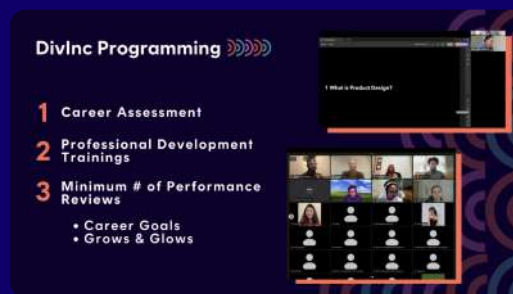 DivInc Programming
1 Career Assessment
2 Professional Development
Trainings
3 Minimum # of Performance
Reviews
• Career Goals
• Grows & Glows
1 What is Product Design?